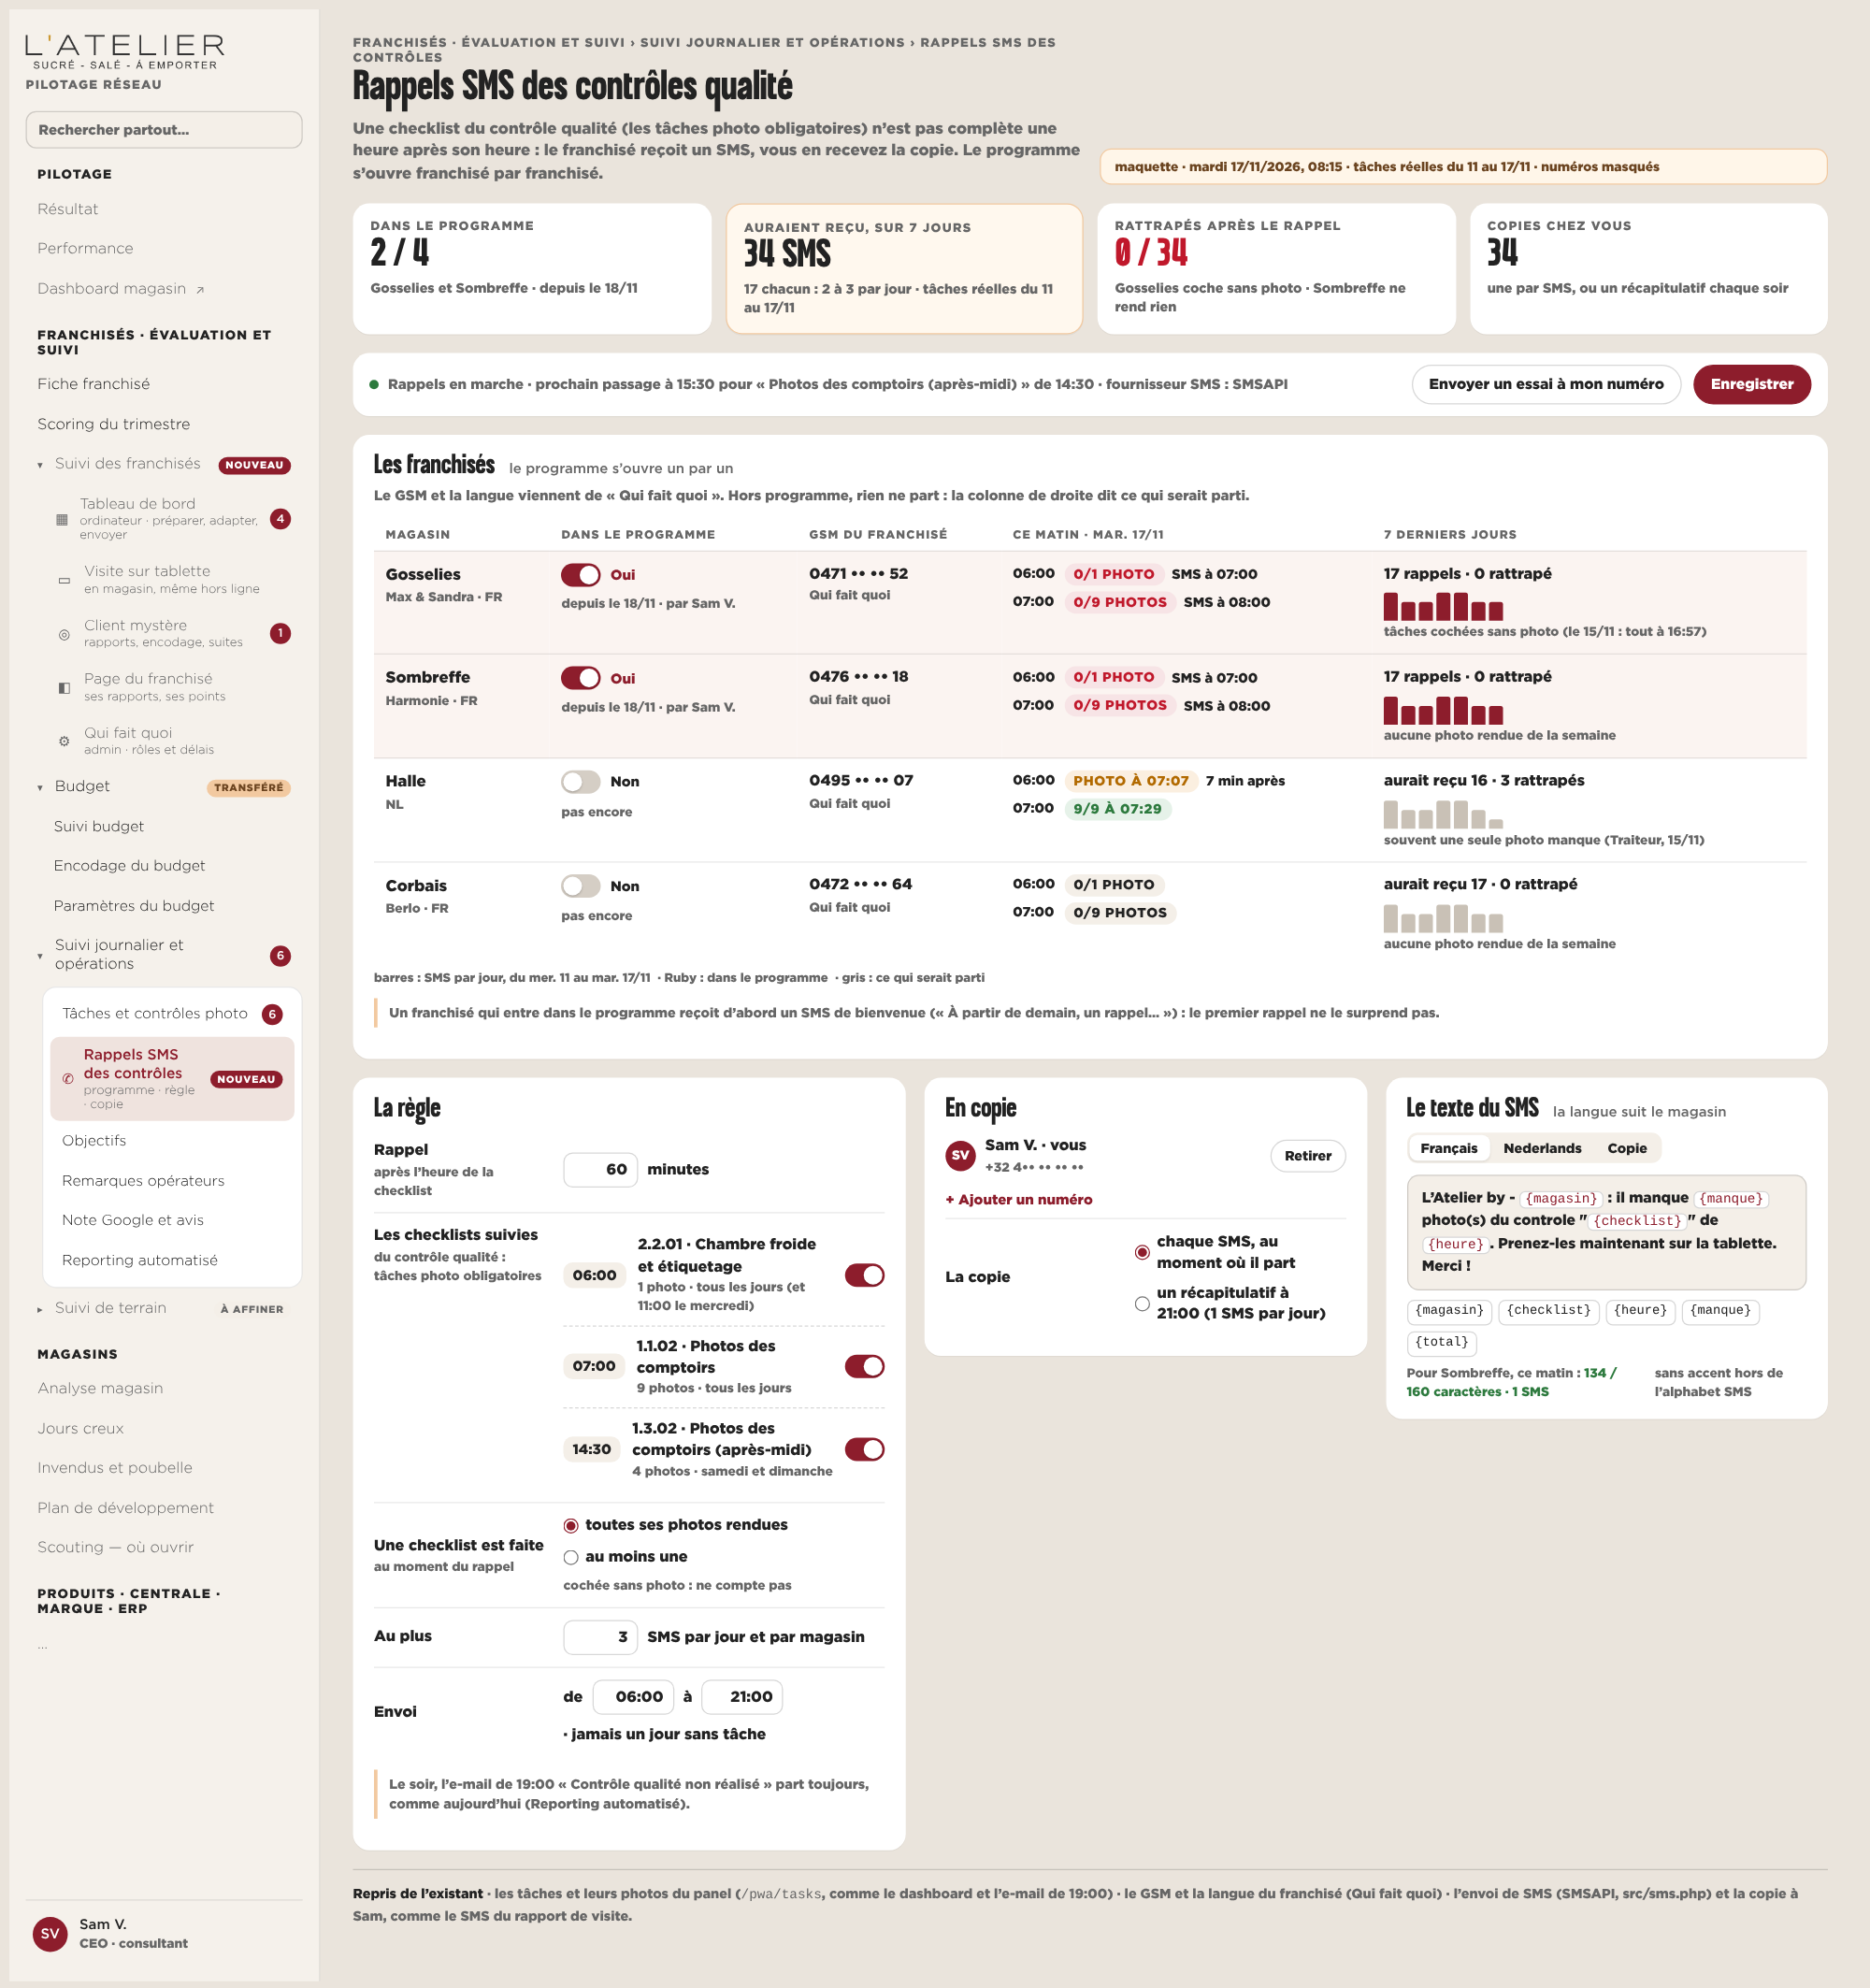 L'ATELIER
SUCRÉ - SALÉ - À EMPORTER
PILOTAGE RÉSEAU
Rechercher partout…
PILOTAGE
Résultat
Performance
Dashboard magasin ↗
FRANCHISÉS · ÉVALUATION ET
SUIVI
Fiche franchisé
Scoring du trimestre
▾ Suivi des franchisés NOUVEAU
Tableau de bord
ordinateur · préparer, adapter,
envoyer
4
Visite sur tablette
en magasin, même hors ligne
Client mystère
rapports, encodage, suites
1
Page du franchisé
ses rapports, ses points
Qui fait quoi
admin · rôles et délais
▾ Budget TRANSFÉRÉ
Suivi budget
Encodage du budget
Paramètres du budget
▾ Suivi journalier et
opérations
6
Tâches et contrôles photo 6
Rappels SMS
des contrôles
programme · règle
· copie
NOUVEAU
Objectifs
Remarques opérateurs
Note Google et avis
Reporting automatisé
▸ Suivi de terrain À AFFINER
MAGASINS
Analyse magasin
Jours creux
Invendus et poubelle
Plan de développement
Scouting — où ouvrir
PRODUITS · CENTRALE ·
MARQUE · ERP
…
SV
Sam V.
CEO · consultant
FRANCHISÉS · ÉVALUATION ET SUIVI › SUIVI JOURNALIER ET OPÉRATIONS › RAPPELS SMS DES
CONTRÔLES
Rappels SMS des contrôles qualité
Une checklist du contrôle qualité (les tâches photo obligatoires) n’est pas complète une
heure après son heure : le franchisé reçoit un SMS, vous en recevez la copie. Le programme
s’ouvre franchisé par franchisé.
maquette · mardi 17/11/2026, 08:15 · tâches réelles du 11 au 17/11 · numéros masqués
DANS LE PROGRAMME
2 / 4
Gosselies et Sombreffe · depuis le 18/11
AURAIENT REÇU, SUR 7 JOURS
34 SMS
17 chacun : 2 à 3 par jour · tâches réelles du 11
au 17/11
RATTRAPÉS APRÈS LE RAPPEL
0 / 34
Gosselies coche sans photo · Sombreffe ne
rend rien
COPIES CHEZ VOUS
34
une par SMS, ou un récapitulatif chaque soir
Rappels en marche · prochain passage à 15:30 pour « Photos des comptoirs (après-midi) » de 14:30 · fournisseur SMS : SMSAPI
Envoyer un essai à mon numéro
Enregistrer
Les franchisés le programme s’ouvre un par un
Le GSM et la langue viennent de « Qui fait quoi ». Hors programme, rien ne part : la colonne de droite dit ce qui serait parti.
MAGASIN DANS LE PROGRAMME GSM DU FRANCHISÉ CE MATIN · MAR. 17/11 7 DERNIERS JOURS
Gosselies
Max & Sandra · FR
Oui
depuis le 18/11 · par Sam V.
0471 •• •• 52
Qui fait quoi
06:00 0/1 PHOTO SMS à 07:00
07:00 0/9 PHOTOS SMS à 08:00
17 rappels · 0 rattrapé
tâches cochées sans photo (le 15/11 : tout à 16:57)
Sombreffe
Harmonie · FR
Oui
depuis le 18/11 · par Sam V.
0476 •• •• 18
Qui fait quoi
06:00 0/1 PHOTO SMS à 07:00
07:00 0/9 PHOTOS SMS à 08:00
17 rappels · 0 rattrapé
aucune photo rendue de la semaine
Halle
NL
Non
pas encore
0495 •• •• 07
Qui fait quoi
06:00 PHOTO À 07:07 7 min après
07:00 9/9 À 07:29
aurait reçu 16 · 3 rattrapés
souvent une seule photo manque (Traiteur, 15/11)
Corbais
Berlo · FR
Non
pas encore
0472 •• •• 64
Qui fait quoi
06:00 0/1 PHOTO
07:00 0/9 PHOTOS
aurait reçu 17 · 0 rattrapé
aucune photo rendue de la semaine
barres : SMS par jour, du mer. 11 au mar. 17/11 · Ruby : dans le programme · gris : ce qui serait parti
Un franchisé qui entre dans le programme reçoit d’abord un SMS de bienvenue (« À partir de demain, un rappel… ») : le premier rappel ne le surprend pas.
La règle
Rappel
après l’heure de la
checklist
60 minutes
Les checklists suivies
du contrôle qualité :
tâches photo obligatoires
06:00
2.2.01 · Chambre froide
et étiquetage
1 photo · tous les jours (et
11:00 le mercredi)
07:00
1.1.02 · Photos des
comptoirs
9 photos · tous les jours
14:30
1.3.02 · Photos des
comptoirs (après-midi)
4 photos · samedi et dimanche
Une checklist est faite
au moment du rappel
toutes ses photos rendues
au moins une
cochée sans photo : ne compte pas
Au plus
3 SMS par jour et par magasin
Envoi
de 06:00 à 21:00
· jamais un jour sans tâche
Le soir, l’e-mail de 19:00 « Contrôle qualité non réalisé » part toujours,
comme aujourd’hui (Reporting automatisé).
En copie
SV
Sam V. · vous
+32 4•• •• •• ••
Retirer
+ Ajouter un numéro
La copie
chaque SMS, au
moment où il part
un récapitulatif à
21:00 (1 SMS par jour)
Le texte du SMS la langue suit le magasin
Français Nederlands Copie
L’Atelier by - {magasin} : il manque {manque}
photo(s) du controle "{checklist}" de
{heure}. Prenez-les maintenant sur la tablette.
Merci !
{magasin} {checklist} {heure} {manque}
{total}
Pour Sombreffe, ce matin : 134 /
160 caractères · 1 SMS
sans accent hors de
l’alphabet SMS
Repris de l’existant · les tâches et leurs photos du panel (/pwa/tasks, comme le dashboard et l’e-mail de 19:00) · le GSM et la langue du franchisé (Qui fait quoi) · l’envoi de SMS (SMSAPI, src/sms.php) et la copie à
Sam, comme le SMS du rapport de visite.